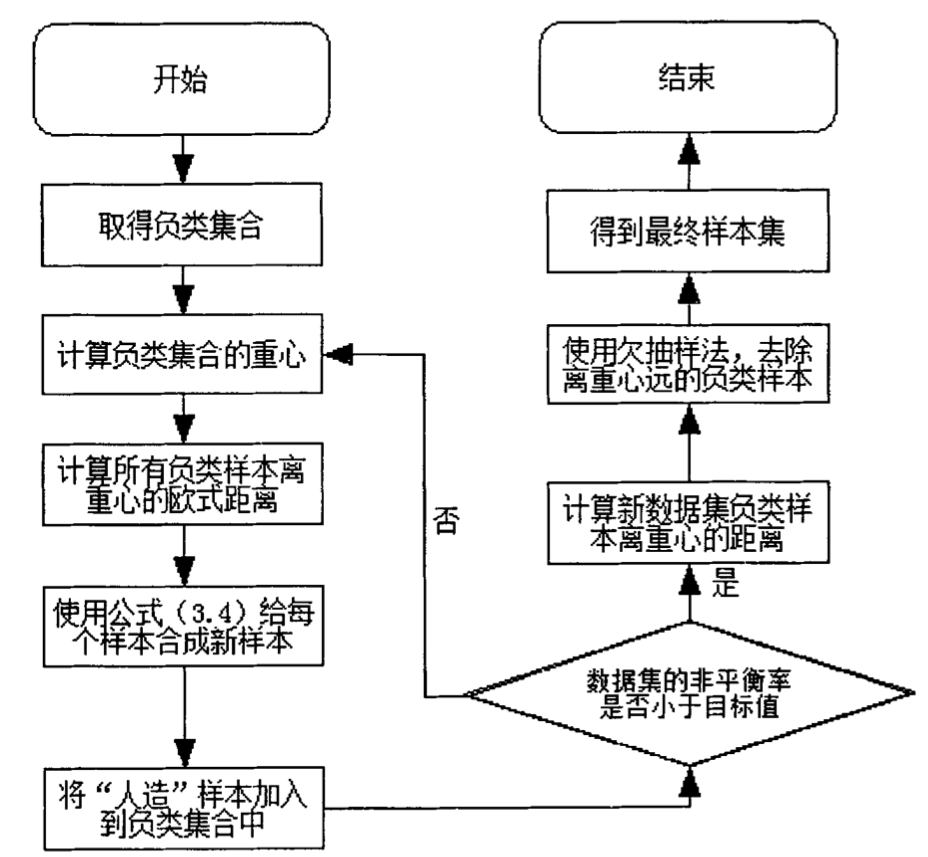 开始
取得负类集合
计算负类集合的重心
计算所有负类样本离
重心的欧式距离
使用公式（3.4）给每
个样本合成新样本
将“人造”样本加入
到负类集合中
否
数据集的非平衡率
是否小于目标值
是
计算新数据集负类样
本离重心的距离
使用欠抽样法，去除
离重心远的负类样本
得到最终样本集
结束